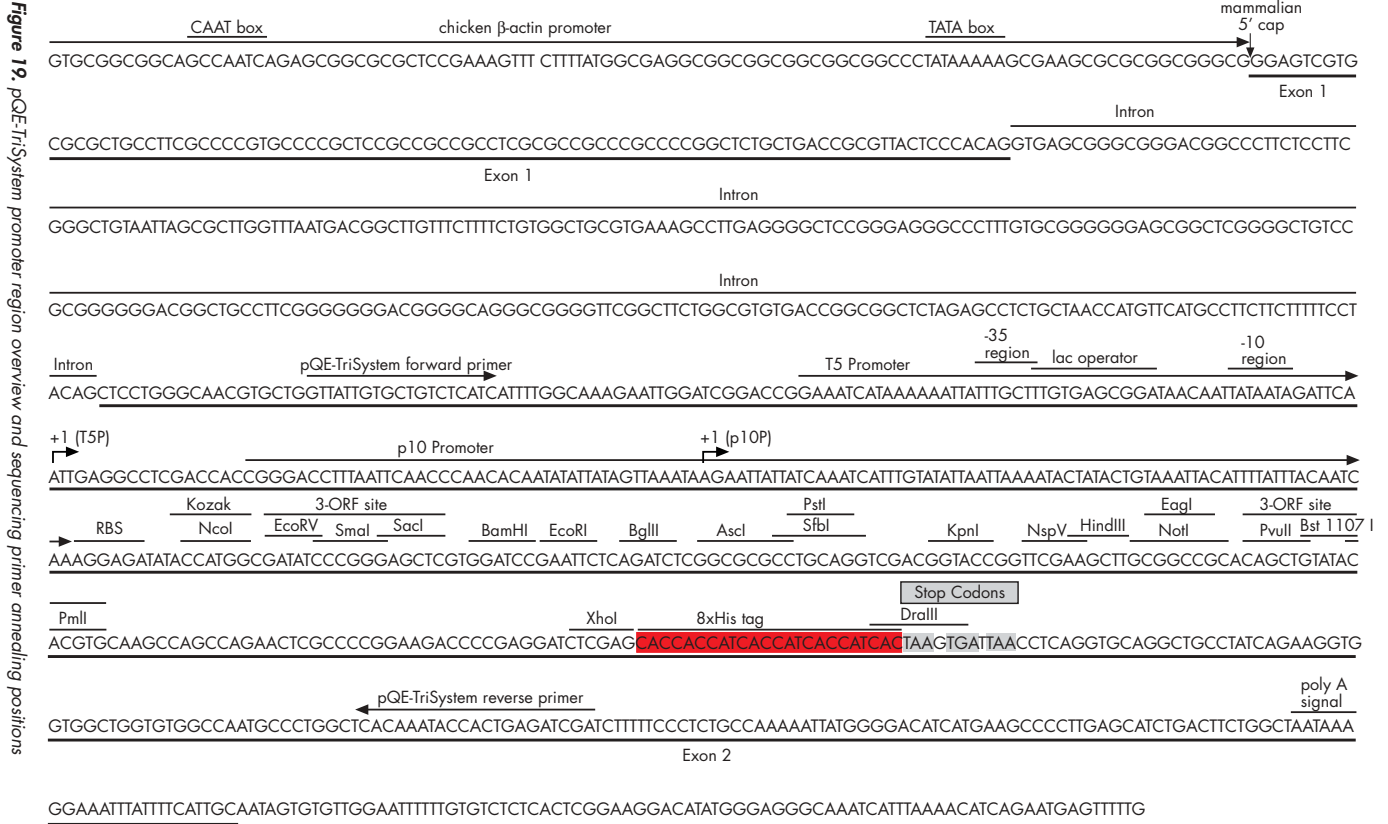 Figure 19. pQE-TriSystem promoter region overview and sequencing primer annealing positions
CAAT box chicken β-actin promoter TATA box mammalian 5′ cap
GTGCGGCGGCAGCCAATCAGAGCGGCGCGCTCCGAAAGTTT CTTTTATGGCGAGGCGGCGGCGGCGGCGGCCCTATAAAAAGCGAAGCGCGCGGCGGGCGGGAGTCGTG
Exon 1
Intron
CGCGCTGCCTTCGCCCCGTGCCCCGCTCCGCCGCCGCCTCGCGCCGCCCGCCCCGGCTCTGCTGACCGCGTTACTCCCACAGGTGAGCGGGCGGGACGGCCCTTCTCCTTC
Exon 1
Intron
GGGCTGTAATTAGCGCTTGGTTTAATGACGGCTTGTTTCTTTTCTGTGGCTGCGTGAAAGCCTTGAGGGGCTCCGGGAGGGCCCTTTGTGCGGGGGGGAGCGGCTCGGGGCTGTCC
Intron
GCGGGGGGACGGCTGCCTTCGGGGGGGACGGGGCAGGGCGGGGTTCGGCTTCTGGCGTGTGACCGGCGGCTCTAGAGCCTCTGCTAACCATGTTCATGCCTTCTTCTTTTTCCT
Intron pQE-TriSystem forward primer T5 Promoter -35 region lac operator -10 region
ACAGCTCCTGGGCAACGTGCTGGTTATTGTGCTGTCTCATCATTTTGGCAAAGAATTGGATCGGACCGGAAATCATAAAAAATTATTTGCTTTGTGAGCGGATAACAATTATAATAGATTCA
+1 (T5P) p10 Promoter +1 (p10P)
ATTGAGGCCTCGACCACCGGGACCTTTAATTCAACCCAACACAATATATTATAGTTAAATAAGAATTATTATCAAATCATTTGTATATTAATTAAAATACTATACTGTAAATTACATTTTATTTACAATC
Kozak 3-ORF site PstI EagI 3-ORF site
RBS NcoI EcoRV SmaI SacI BamHI EcoRI BglII AscI SfbI KpnI NspV HindIII NotI PvuII Bst 1107 I
AAAGGAGATATACCATGGCGATATCCCGGGAGCTCGTGGATCCGAATTCTCAGATCTCGGCGCGCCTGCAGGTCGACGGTACCGGTTCGAAGCTTGCGGCCGCACAGCTGTATAC
Stop Codons
PmlI XhoI 8xHis tag DraIII
ACGTGCAAGCCAGCCAGAACTCGCCCCGGAAGACCCCGAGGATCTCGAGCACCACCATCACCATCACCATCACTAAGTGATTAACCTCAGGTGCAGGCTGCCTATCAGAAGGTG
pQE-TriSystem reverse primer poly A signal
GTGGCTGGTGTGGCCAATGCCCTGGCTCACAAATACCACTGAGATCGATCTTTTTCCCTCTGCCAAAAATTATGGGGACATCATGAAGCCCCTTGAGCATCTGACTTCTGGCTAATAAA
Exon 2
GGAAATTTATTTTCATTGCAATAGTGTGTTGGAATTTTTTGTGTCTCTCACTCGGAAGGACATATGGGAGGGCAAATCATTTAAAACATCAGAATGAGTTTTTG